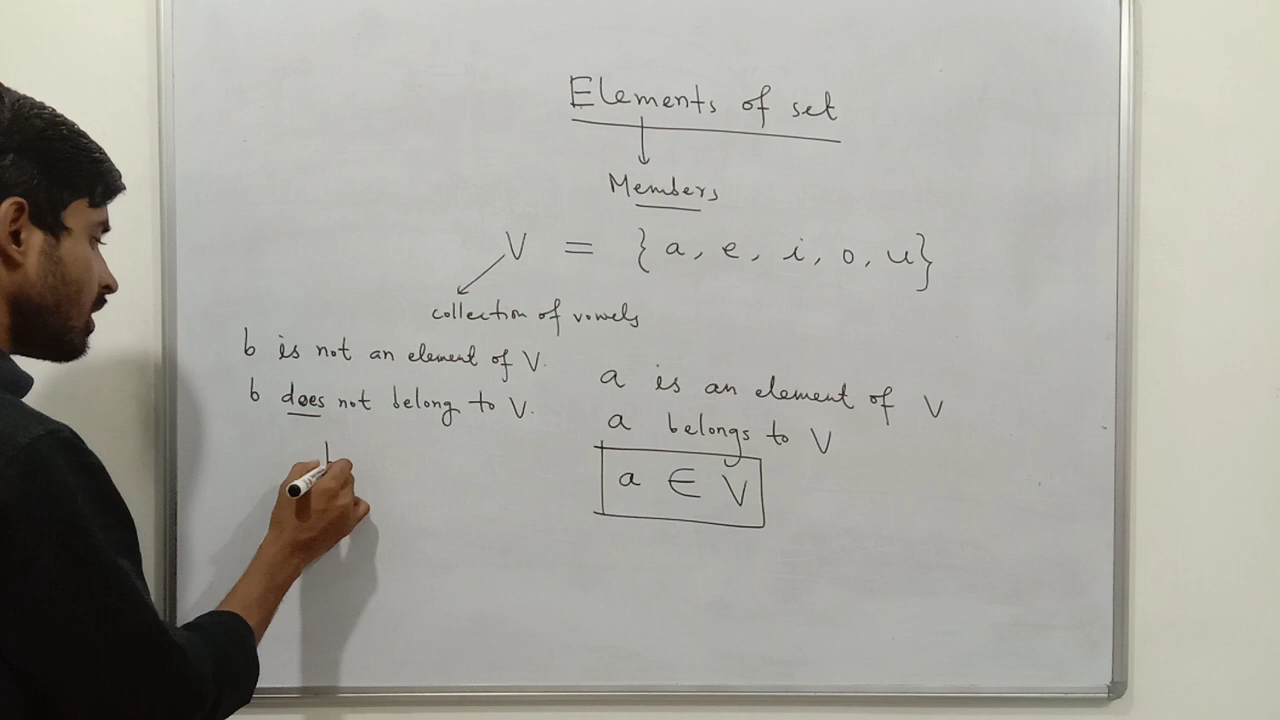 Elements of set
Members
V = {a, e, i, o, u}
collection of vowels
b is not an element of V.
b does not belong to V.
a is an element of V
a belongs to V
a ∈ V